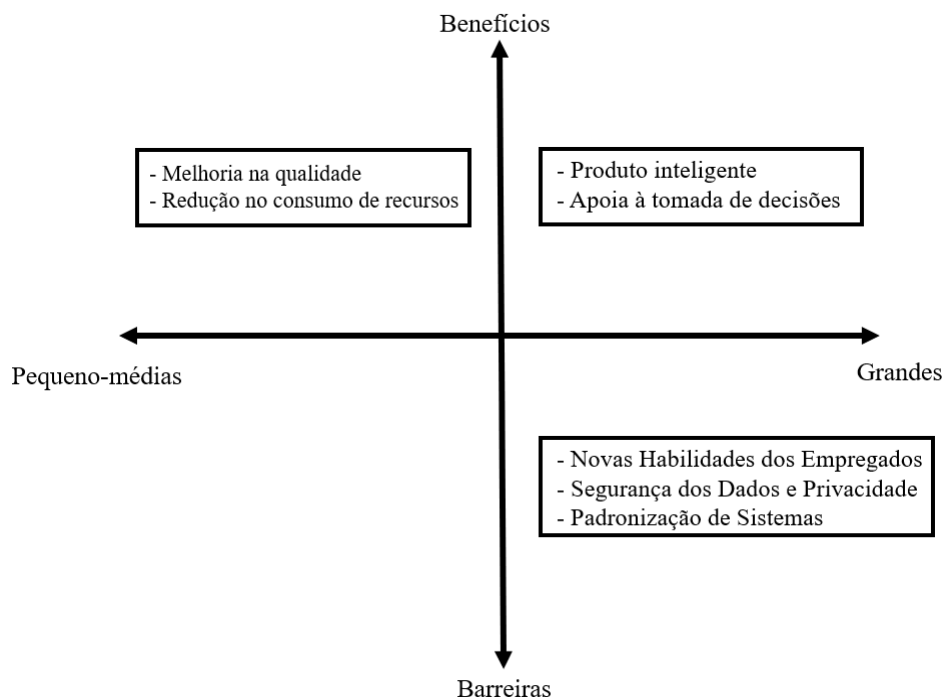 Benefícios
- Melhoria na qualidade
- Redução no consumo de recursos
- Produto inteligente
- Apoia à tomada de decisões
Pequeno-médias
Grandes
- Novas Habilidades dos Empregados
- Segurança dos Dados e Privacidade
- Padronização de Sistemas
Barreiras